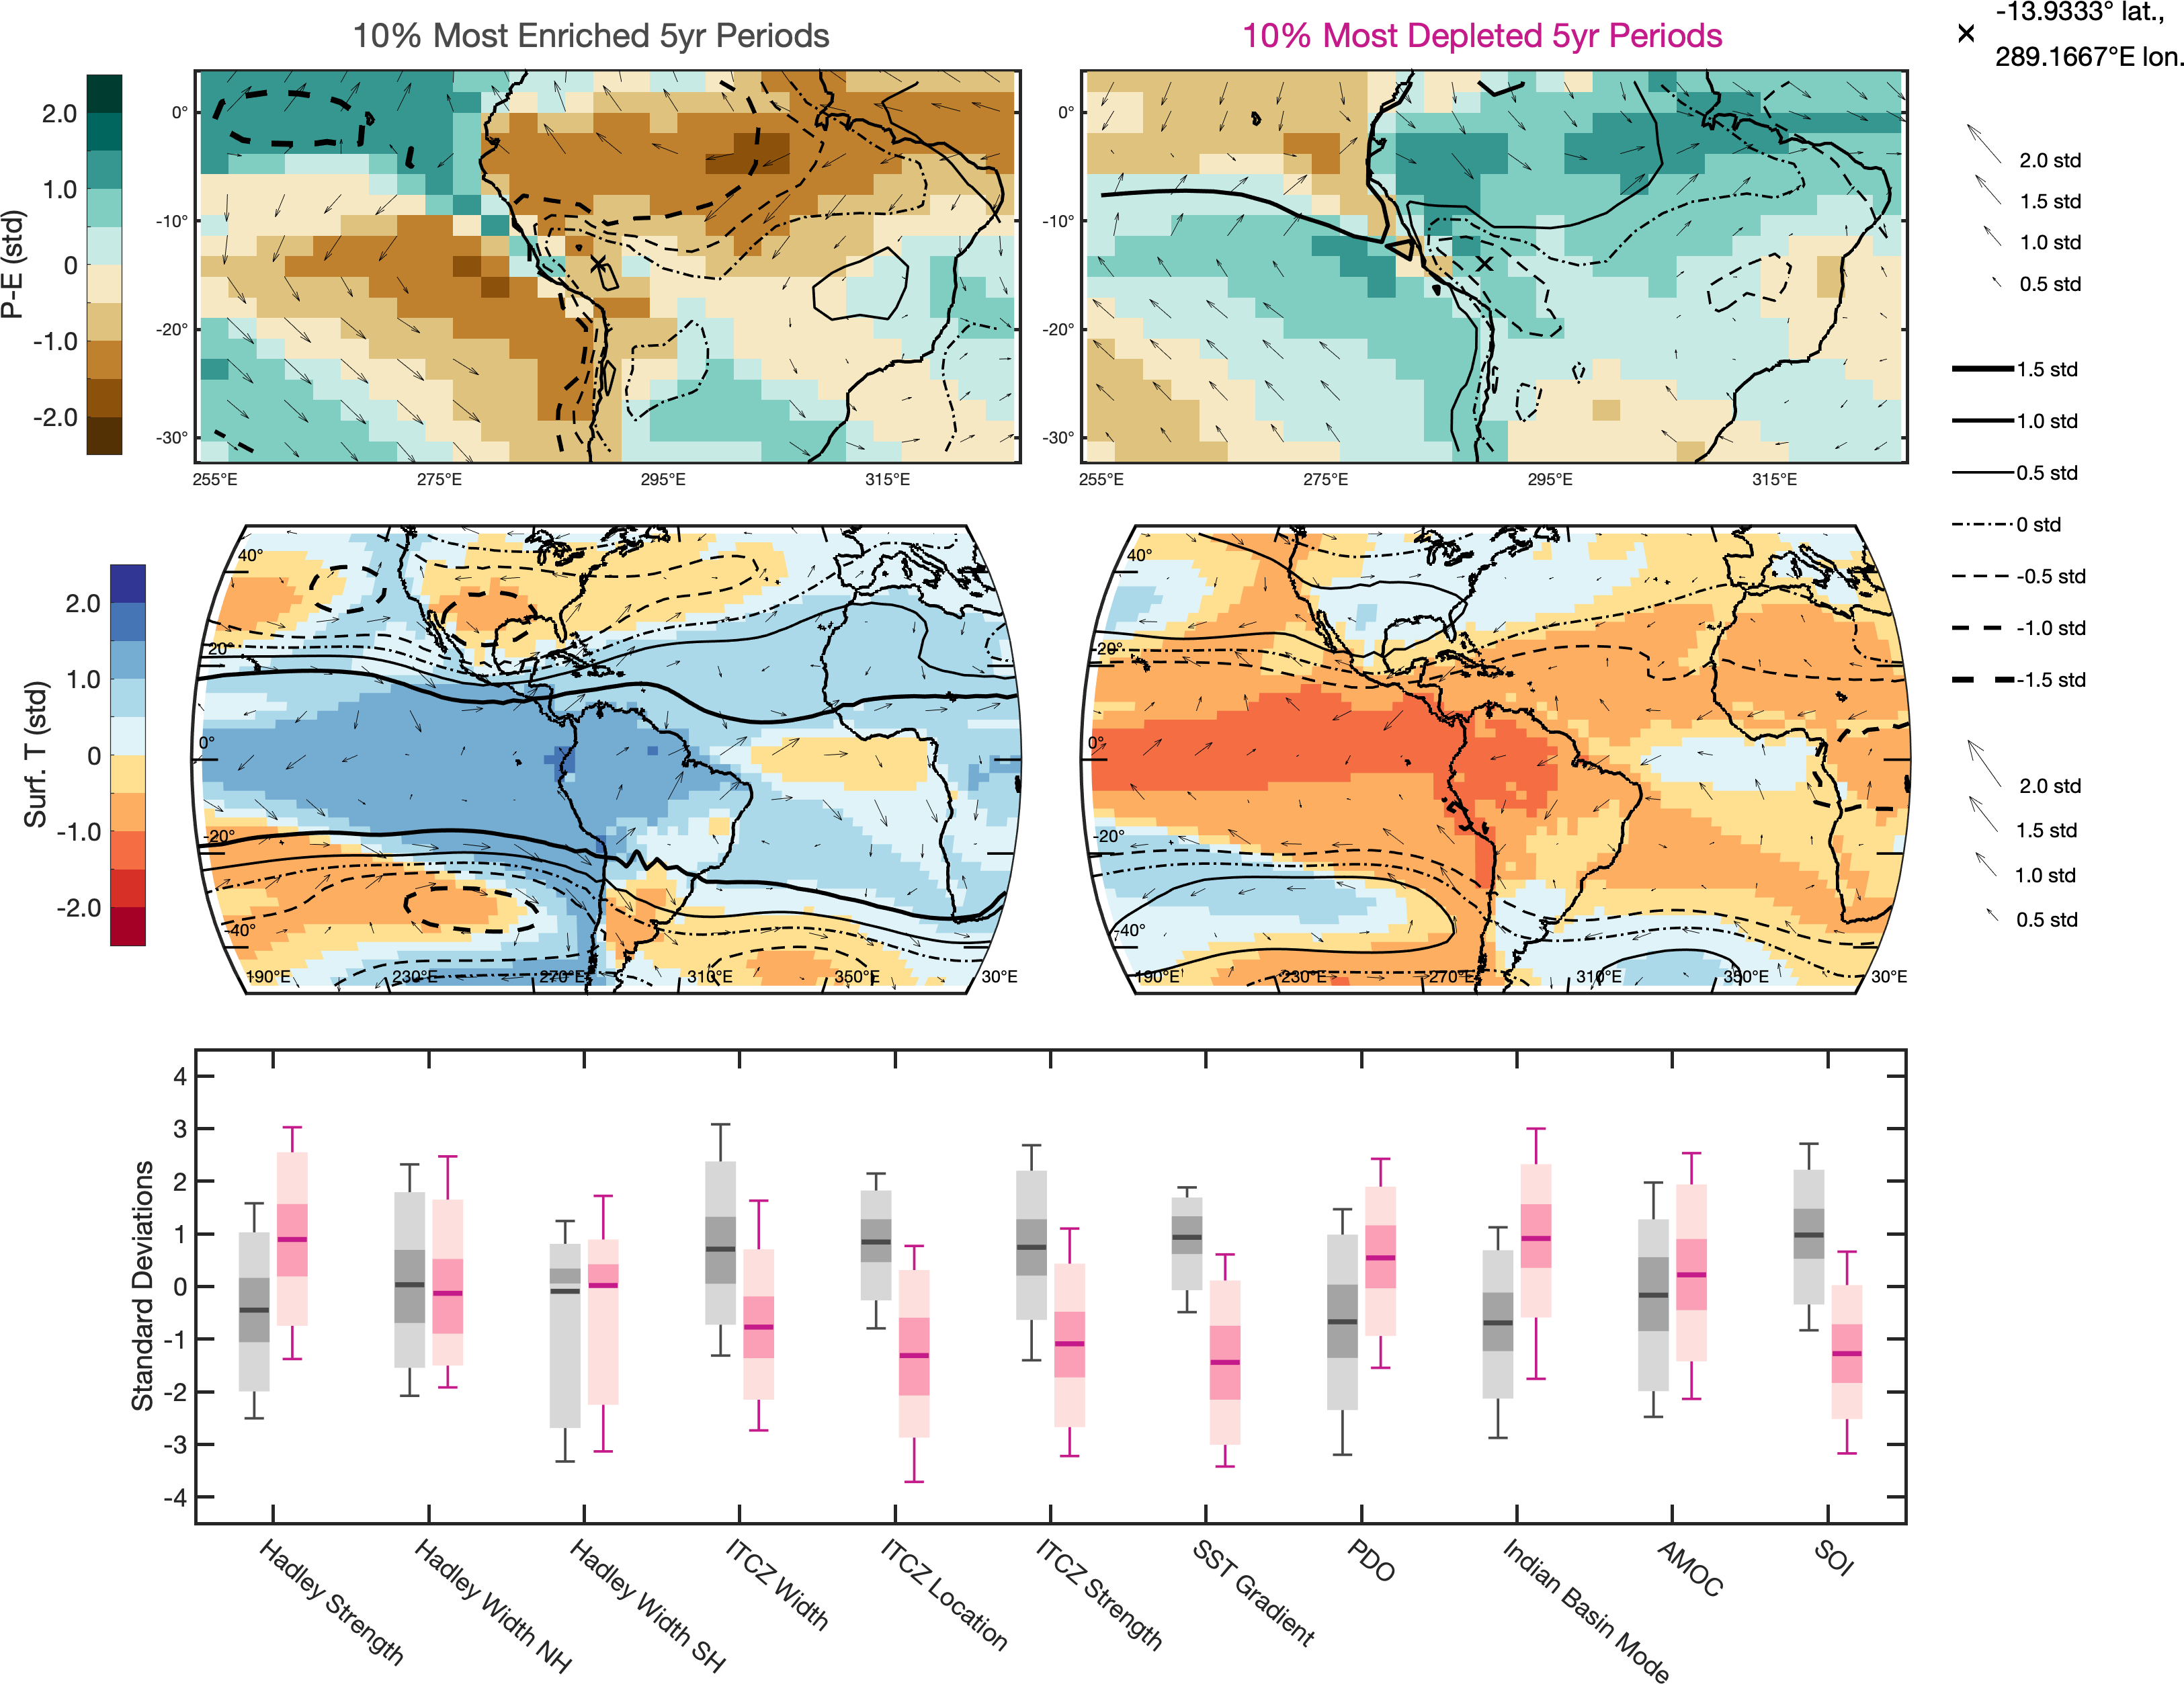 10% Most Enriched 5yr Periods
10% Most Depleted 5yr Periods
-13.9333° lat.,
289.1667°E lon.
P-E (std)
2.0
1.0
0
-1.0
-2.0
0°
-10°
-20°
-30°
255°E
275°E
295°E
315°E
0°
-10°
-20°
-30°
255°E
275°E
295°E
315°E
2.0 std
1.5 std
1.0 std
0.5 std
1.5 std
1.0 std
0.5 std
0 std
-0.5 std
-1.0 std
-1.5 std
Surf. T (std)
2.0
1.0
0
-1.0
-2.0
40°
20°
0°
-20°
-40°
190°E
230°E
270°E
310°E
350°E
30°E
40°
20°
0°
-20°
-40°
190°E
230°E
270°E
310°E
350°E
30°E
2.0 std
1.5 std
1.0 std
0.5 std
Standard Deviations
4
3
2
1
0
-1
-2
-3
-4
Hadley Strength
Hadley Width NH
Hadley Width SH
ITCZ Width
ITCZ Location
ITCZ Strength
SST Gradient
PDO
Indian Basin Mode
AMOC
SOI